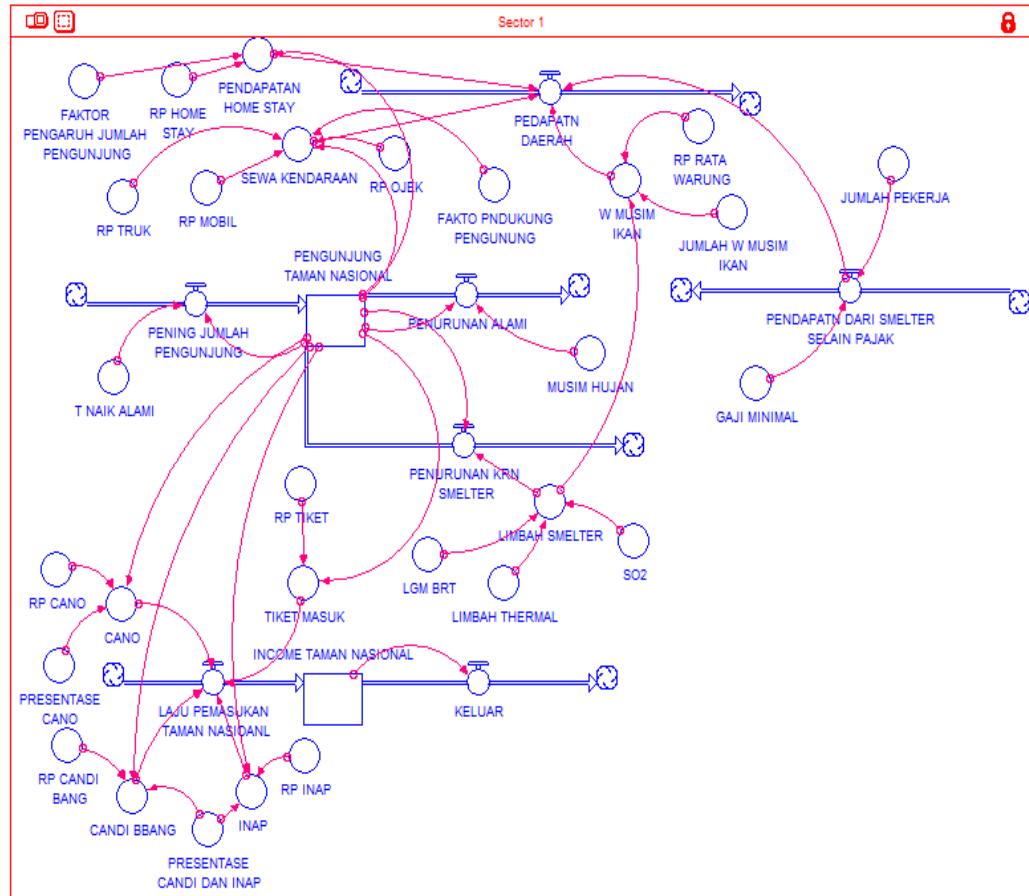 Sector 1
FAKTOR
PENGARUH JUMLAH
PENGUNJUNG
RP HOME
STAY
PENDAPATAN
HOME STAY
PEDAPATN
DAERAH
SEWA KENDARAAN
RP OJEK
RP TRUK
RP MOBIL
FAKTO PNDUKUNG
PENGUNUNG
W MUSIM
IKAN
RP RATA
WARUNG
JUMLAH W MUSIM
IKAN
JUMLAH PEKERJA
PENGUNJUNG
TAMAN NASIONAL
PENING JUMLAH
PENGUNJUNG
PENURUNAN ALAMI
PENDAPATN DARI SMELTER
SELAIN PAJAK
T NAIK ALAMI
MUSIM HUJAN
GAJI MINIMAL
PENURUNAN KRN
SMELTER
RP TIKET
LIMBAH SMELTER
SO2
LGM BRT
LIMBAH THERMAL
RP CANO
CANO
TIKET MASUK
PRESENTASE
CANO
INCOME TAMAN NASIONAL
LAJU PEMASUKAN
TAMAN NASIOANL
KELUAR
RP CANDI
BANG
CANDI BBANG
INAP
RP INAP
PRESENTASE
CANDI DAN INAP